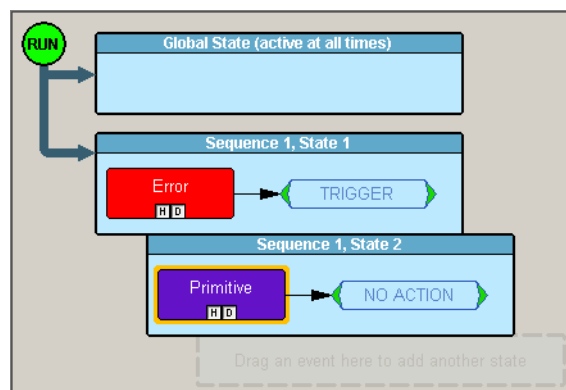 RUN
Global State (active at all times)
Sequence 1, State 1
Error
TRIGGER
H D
Sequence 1, State 2
Primitive
NO ACTION
H D
Drag an event here to add another state